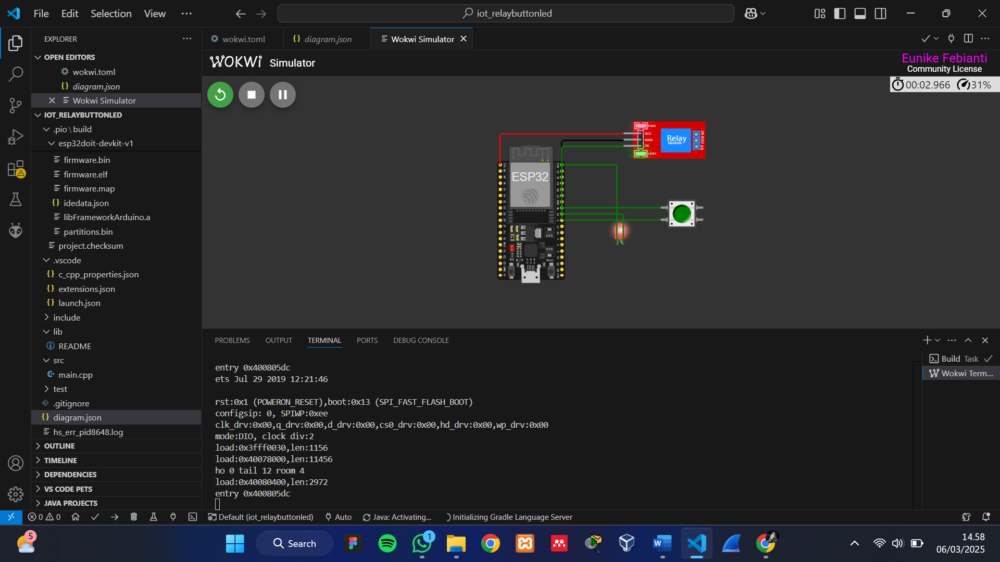 File Edit Selection View
iot_relaybuttonled
EXPLORER
OPEN EDITORS
wokwi.toml
diagram.json
Wokwi Simulator
IOT_RELAYBUTTONLED
.pio \ build
esp32doit-devkit-v1
firmware.bin
firmware.elf
firmware.map
idedata.json
libFrameworkArduino.a
partitions.bin
project.checksum
.vscode
c_cpp_properties.json
extensions.json
launch.json
include
lib
README
src
main.cpp
test
.gitignore
diagram.json
hs_err_pid8648.log
OUTLINE
TIMELINE
DEPENDENCIES
VS CODE PETS
JAVA PROJECTS
wokwi.toml diagram.json Wokwi Simulator
WOKWi Simulator
Eunike Febianti
Community License
00:02.966 31%
PWR
VCC
GND
IN
LED1
Relay
Module
NO COM NC
ESP32
EN
Boot
PROBLEMS OUTPUT TERMINAL PORTS DEBUG CONSOLE
Build Task
Wokwi Term...
entry 0x400805dc
ets Jul 29 2019 12:21:46
rst:0x1 (POWERON_RESET),boot:0x13 (SPI_FAST_FLASH_BOOT)
configsip: 0, SPIWP:0xee
clk_drv:0x00,q_drv:0x00,d_drv:0x00,cs0_drv:0x00,hd_drv:0x00,wp_drv:0x00
mode:DIO, clock div:2
load:0x3fff0030,len:1156
load:0x40078000,len:11456
ho 0 tail 12 room 4
load:0x40080400,len:2972
entry 0x400805dc
0 0 Default (iot_relaybuttonled) Auto Java: Activating... Initializing Gradle Language Server
5
Search
1
14.58
06/03/2025